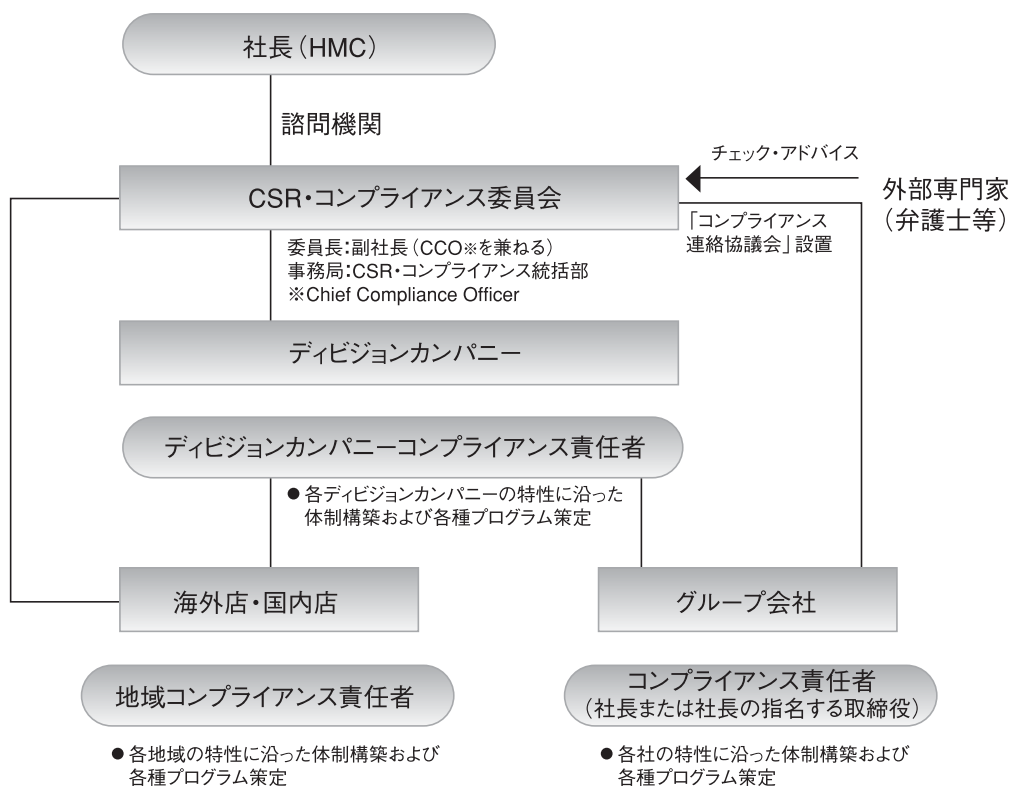 社長（HMC）
諮問機関
チェック・アドバイス
外部専門家
（弁護士等）
CSR・コンプライアンス委員会
「コンプライアンス
連絡協議会」設置
委員長：副社長（CCO※を兼ねる）
事務局：CSR・コンプライアンス統括部
※Chief Compliance Officer
ディビジョンカンパニー
ディビジョンカンパニーコンプライアンス責任者
● 各ディビジョンカンパニーの特性に沿った
体制構築および各種プログラム策定
海外店・国内店
グループ会社
地域コンプライアンス責任者
コンプライアンス責任者
（社長または社長の指名する取締役）
● 各地域の特性に沿った体制構築および
各種プログラム策定
● 各社の特性に沿った体制構築および
各種プログラム策定